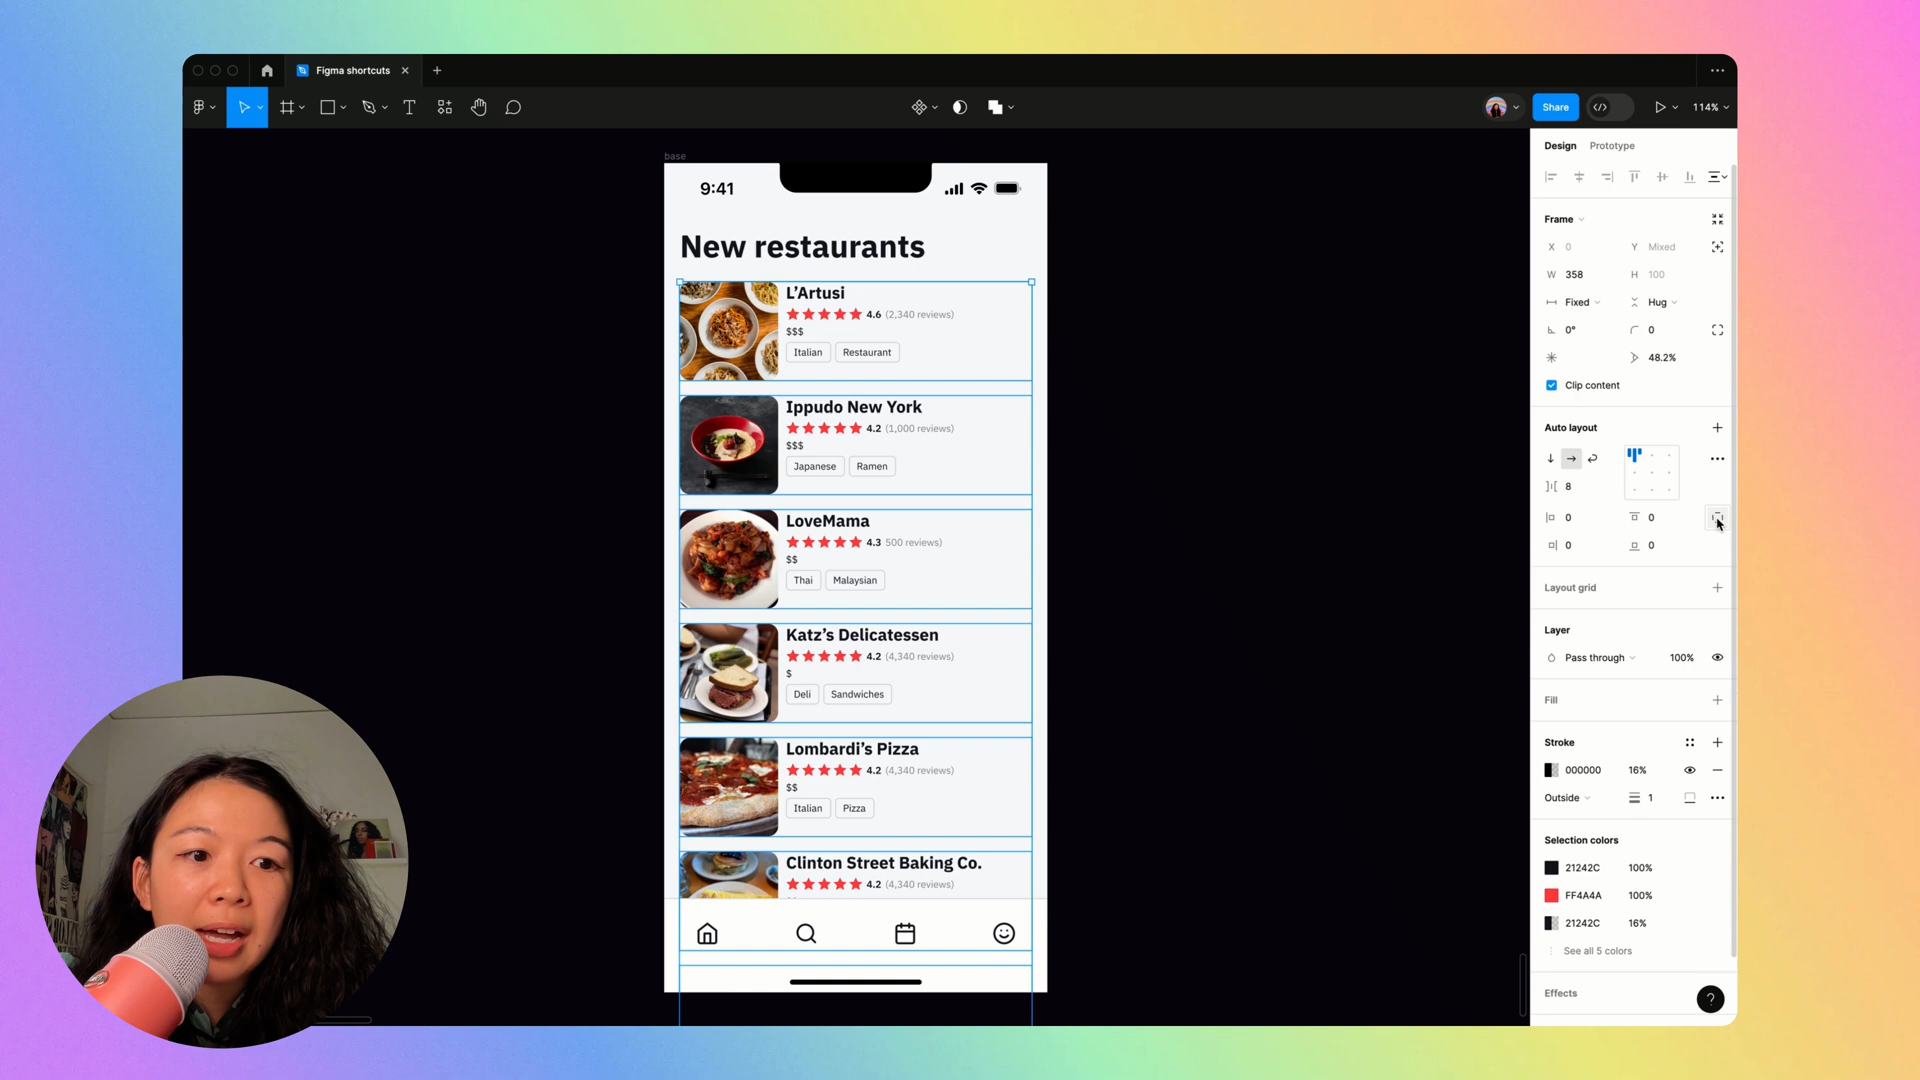 Figma shortcuts
Share
114%
base
9:41
New restaurants
L'Artusi
4.6 (2,340 reviews)
$$$
Italian
Restaurant
Ippudo New York
4.2 (1,000 reviews)
$$$
Japanese
Ramen
LoveMama
4.3 500 reviews)
$$
Thai
Malaysian
Katz's Delicatessen
4.2 (4,340 reviews)
$
Deli
Sandwiches
Lombardi's Pizza
4.2 (4,340 reviews)
$$
Italian
Pizza
Clinton Street Baking Co.
4.2 (4,340 reviews)
Design Prototype
Frame
X 0 Y Mixed
W 358 H 100
Fixed Hug
0° 0
48.2%
Clip content
Auto layout
8
0 0
0 0
Layout grid
Layer
Pass through 100%
Fill
Stroke
000000 16%
Outside 1
Selection colors
21242C 100%
FF4A4A 100%
21242C 16%
See all 5 colors
Effects
?